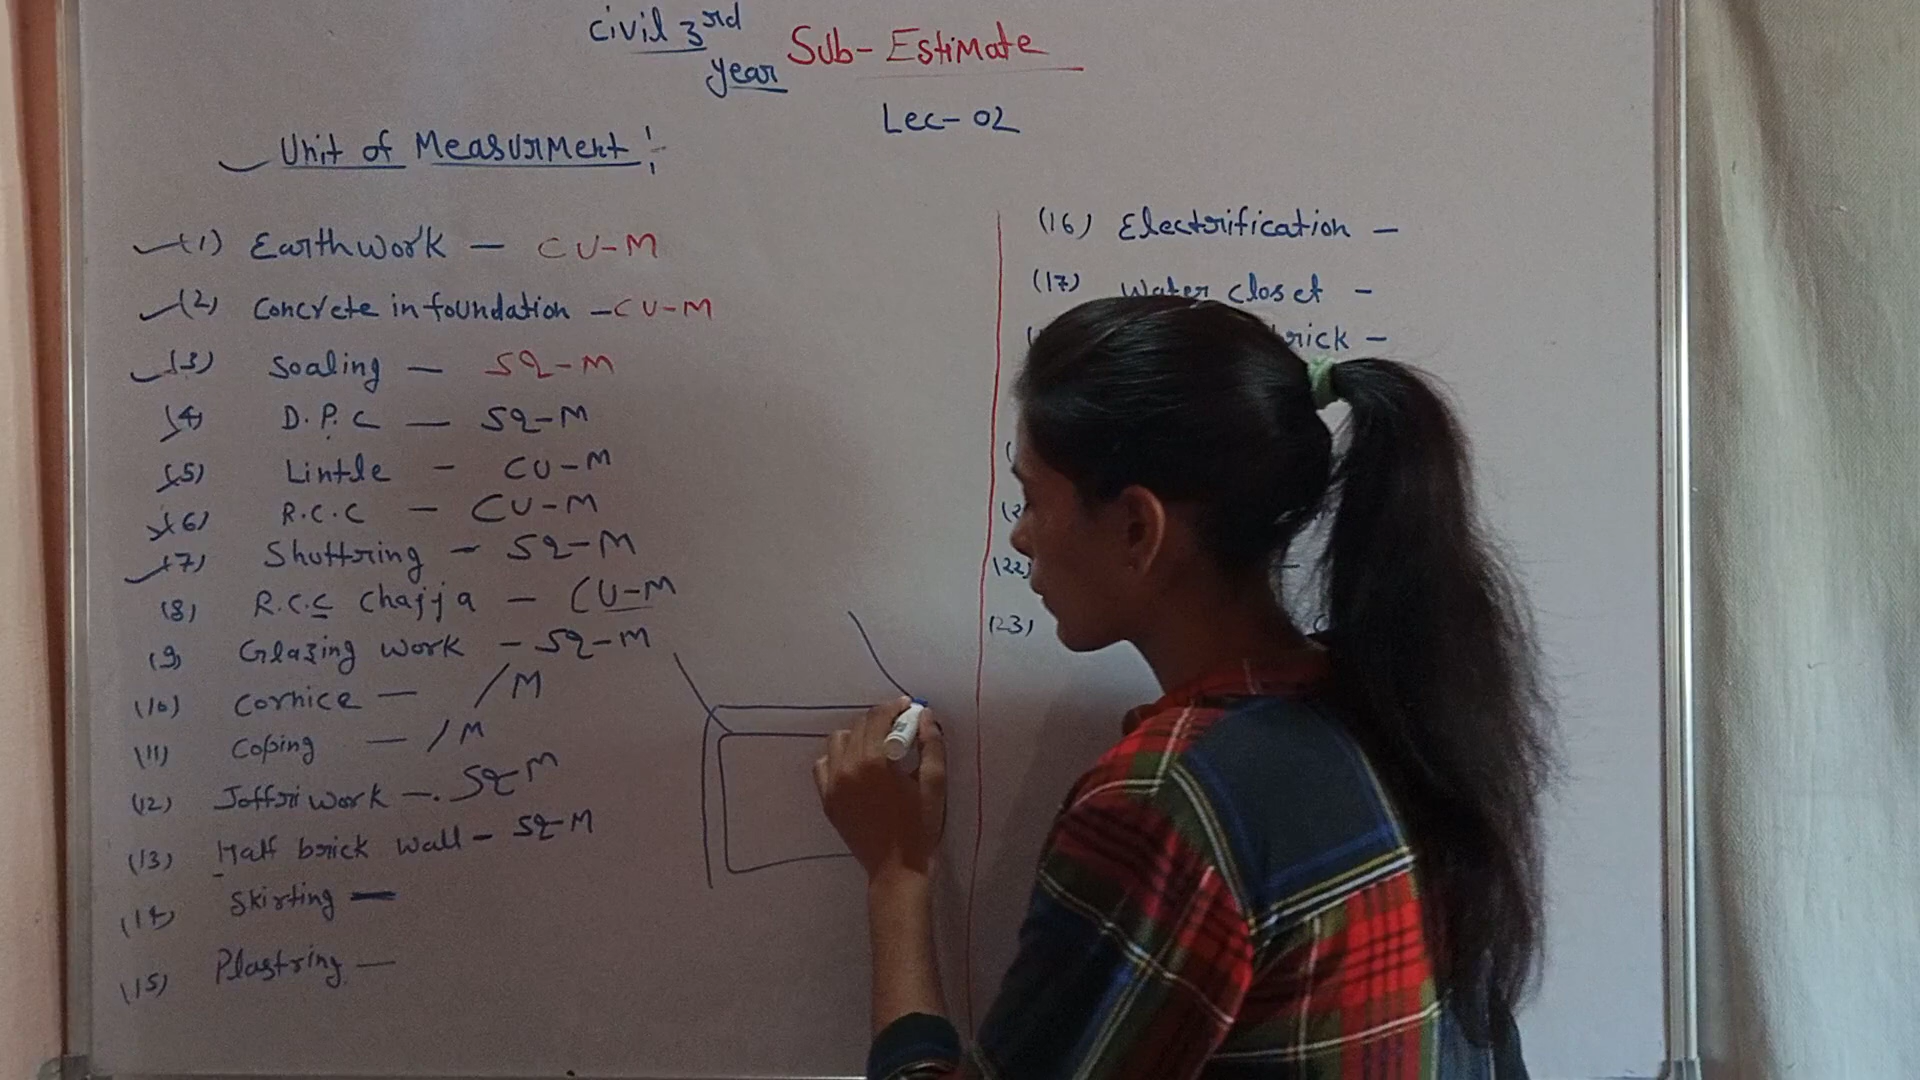 Civil 3rd
year
Sub- Estimate
Lec- 02
Unit of Measurment :-
(1) Earthwork — CU-M
(2) Concrete in foundation — CU-M
(3) Soaling — SQ-M
(4) D.P.C — SQ-M
(5) Lintle — CU-M
(6) R.C.C — CU-M
(7) Shuttring — SQ-M
(8) R.C.C Chajja — CU-M
(9) Glazing work — SQ-M
(10) Cornice — /M
(11) Coping — /M
(12) Joffri work —. SQ M
(13) Half brick wall — SQ-M
(14) Skirting —
(15) Plastring —
(16) Electrification —
(17) Water closet —
rick —
(22)
(23)